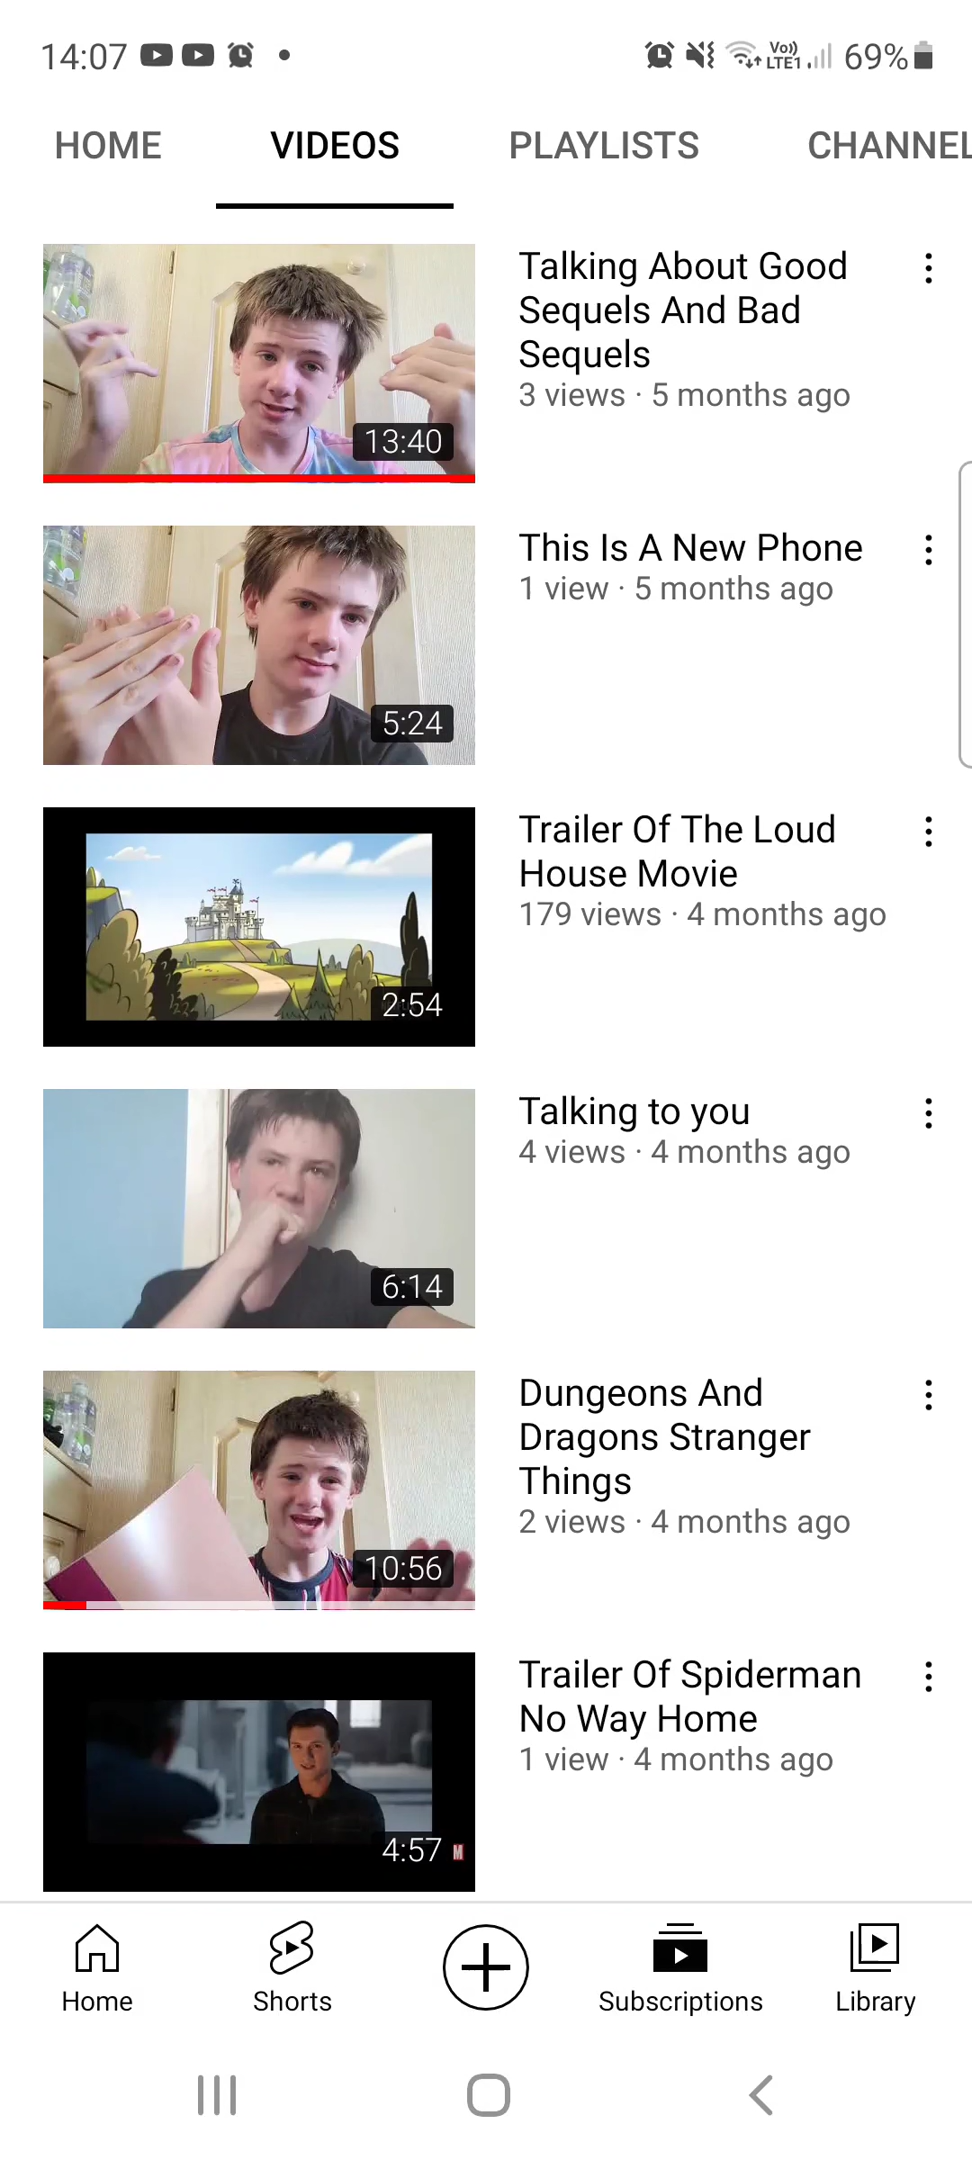 14:07
Vo))
LTE1
69%
HOME
VIDEOS
PLAYLISTS
CHANNEL
Talking About Good
Sequels And Bad
Sequels
3 views · 5 months ago
13:40
This Is A New Phone
1 view · 5 months ago
5:24
Trailer Of The Loud
House Movie
179 views · 4 months ago
2:54
Talking to you
4 views · 4 months ago
6:14
Dungeons And
Dragons Stranger
Things
2 views · 4 months ago
10:56
Trailer Of Spiderman
No Way Home
1 view · 4 months ago
4:57
M
Home
Shorts
Subscriptions
Library